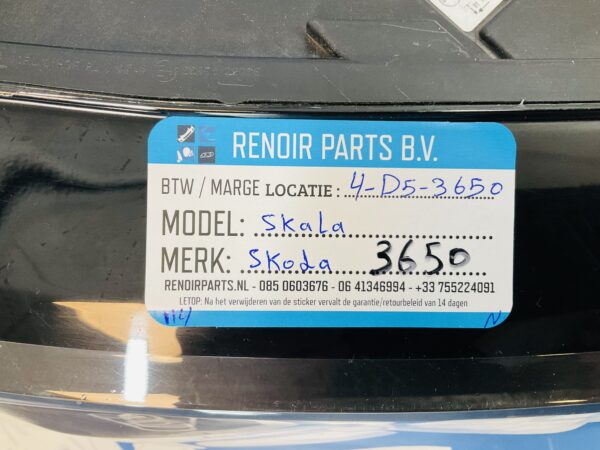 RENOIR PARTS B.V.
BTW / MARGE LOCATIE: 4-D5-3650
MODEL: Skala
MERK: Skoda 3650
RENOIRPARTS.NL - 085 0603676 - 06 41346994 - +33 755224091
LETOP. Na het verwijderen van de sticker vervalt de garantie/retourbeleid van 14 dagen
N